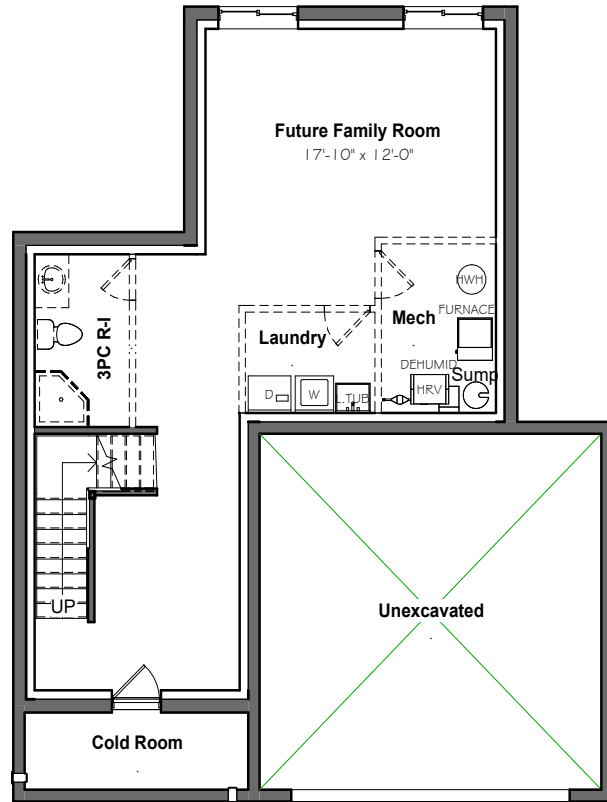 Future Family Room
17'-10" x 12'-0"
HWH
FURNACE
Mech
Laundry
3PC R-I
DEHUMID
Sump
HRV
D
W
L.TUB
UP
Unexcavated
Cold Room